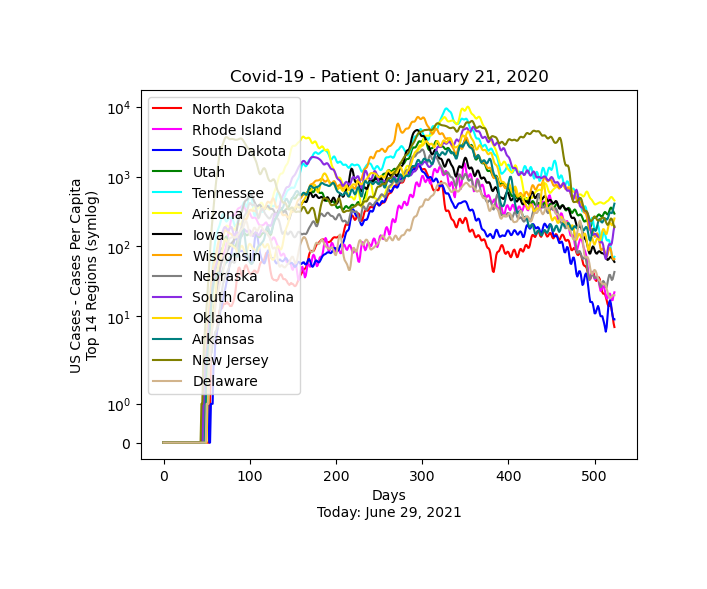 Covid-19 - Patient 0: January 21, 2020
US Cases - Cases Per Capita
Top 14 Regions (symlog)
10^4
10^3
10^2
10^1
10^0
0
North Dakota
Rhode Island
South Dakota
Utah
Tennessee
Arizona
Iowa
Wisconsin
Nebraska
South Carolina
Oklahoma
Arkansas
New Jersey
Delaware
0 100 200 300 400 500
Days
Today: June 29, 2021